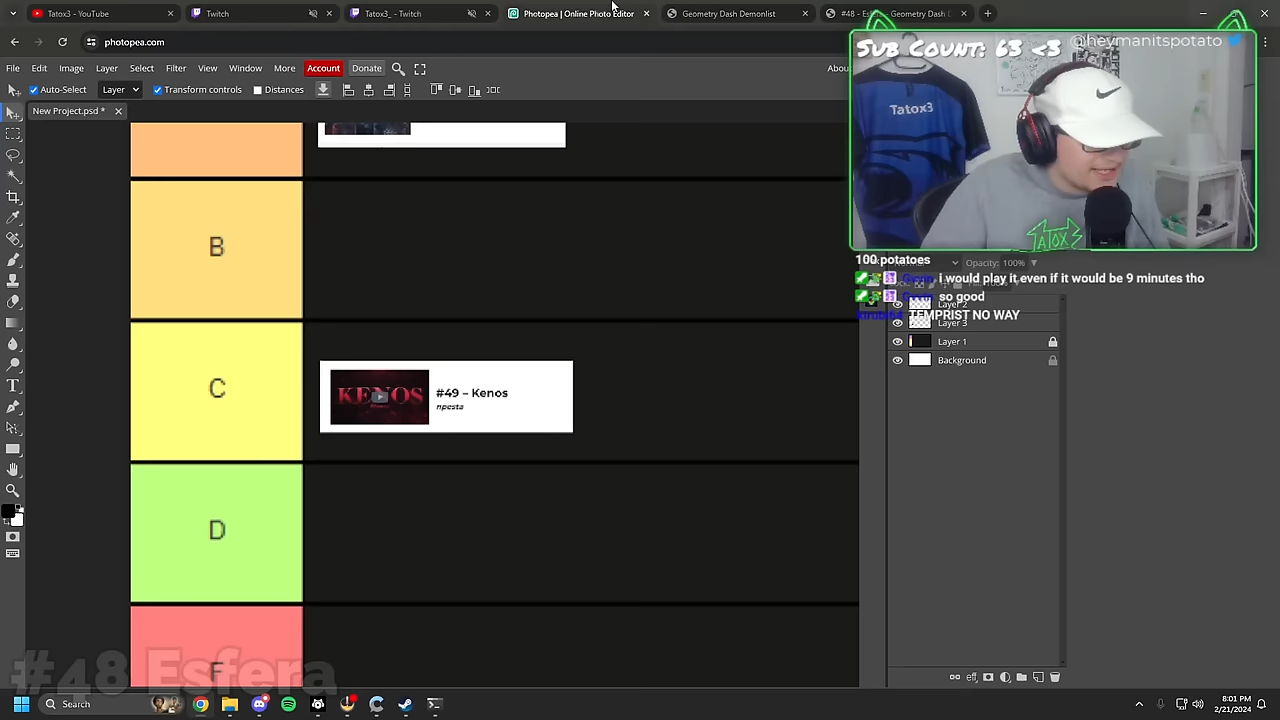 Tatox3 - YouTube
Twitch
Tatox3_ - Twitch
Photopea | Online Photo Editor
Geometry Dash Demonlist
#48 - Esfera - Geometry Dash
photopea.com
File Edit Image Layer Select Filter View Window More Account Donate
Abou
SUB COUNT: 63 <3
@heymanitspotato
Auto-Select Layer Transform controls Distances
New Project.psd *
Tatox3
TATOX
100 potatoes
i would play it even if it would be 9 minutes tho
so good
TEMPRIST NO WAY
Opacity: 100%
Layer 2
Layer 3
Layer 1
Background
B
C
#49 – Kenos
npesta
KENOS
D
F
#48 Esfera
Search
8:01 PM
2/21/2024